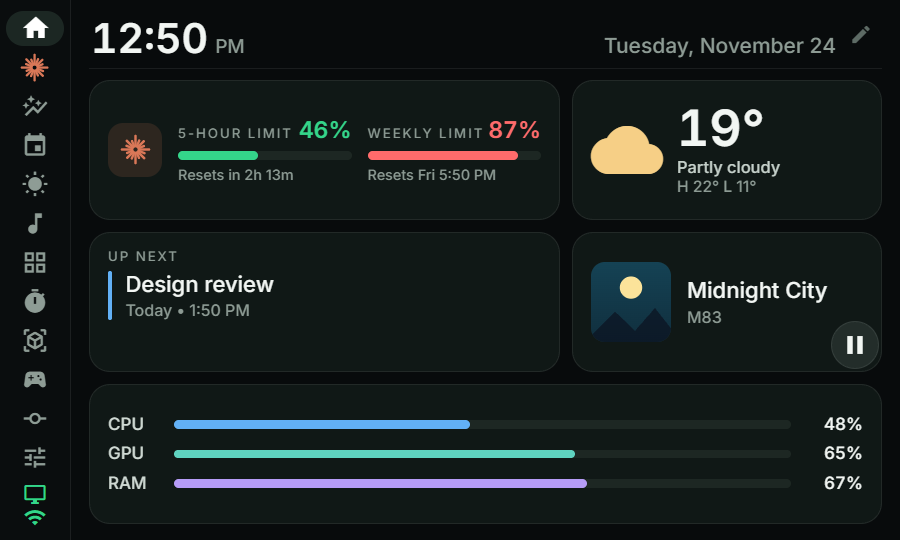 12:50 PM
Tuesday, November 24
5-HOUR LIMIT 46%
Resets in 2h 13m
WEEKLY LIMIT 87%
Resets Fri 5:50 PM
19°
Partly cloudy
H 22° L 11°
UP NEXT
Design review
Today • 1:50 PM
Midnight City
M83
CPU 48%
GPU 65%
RAM 67%